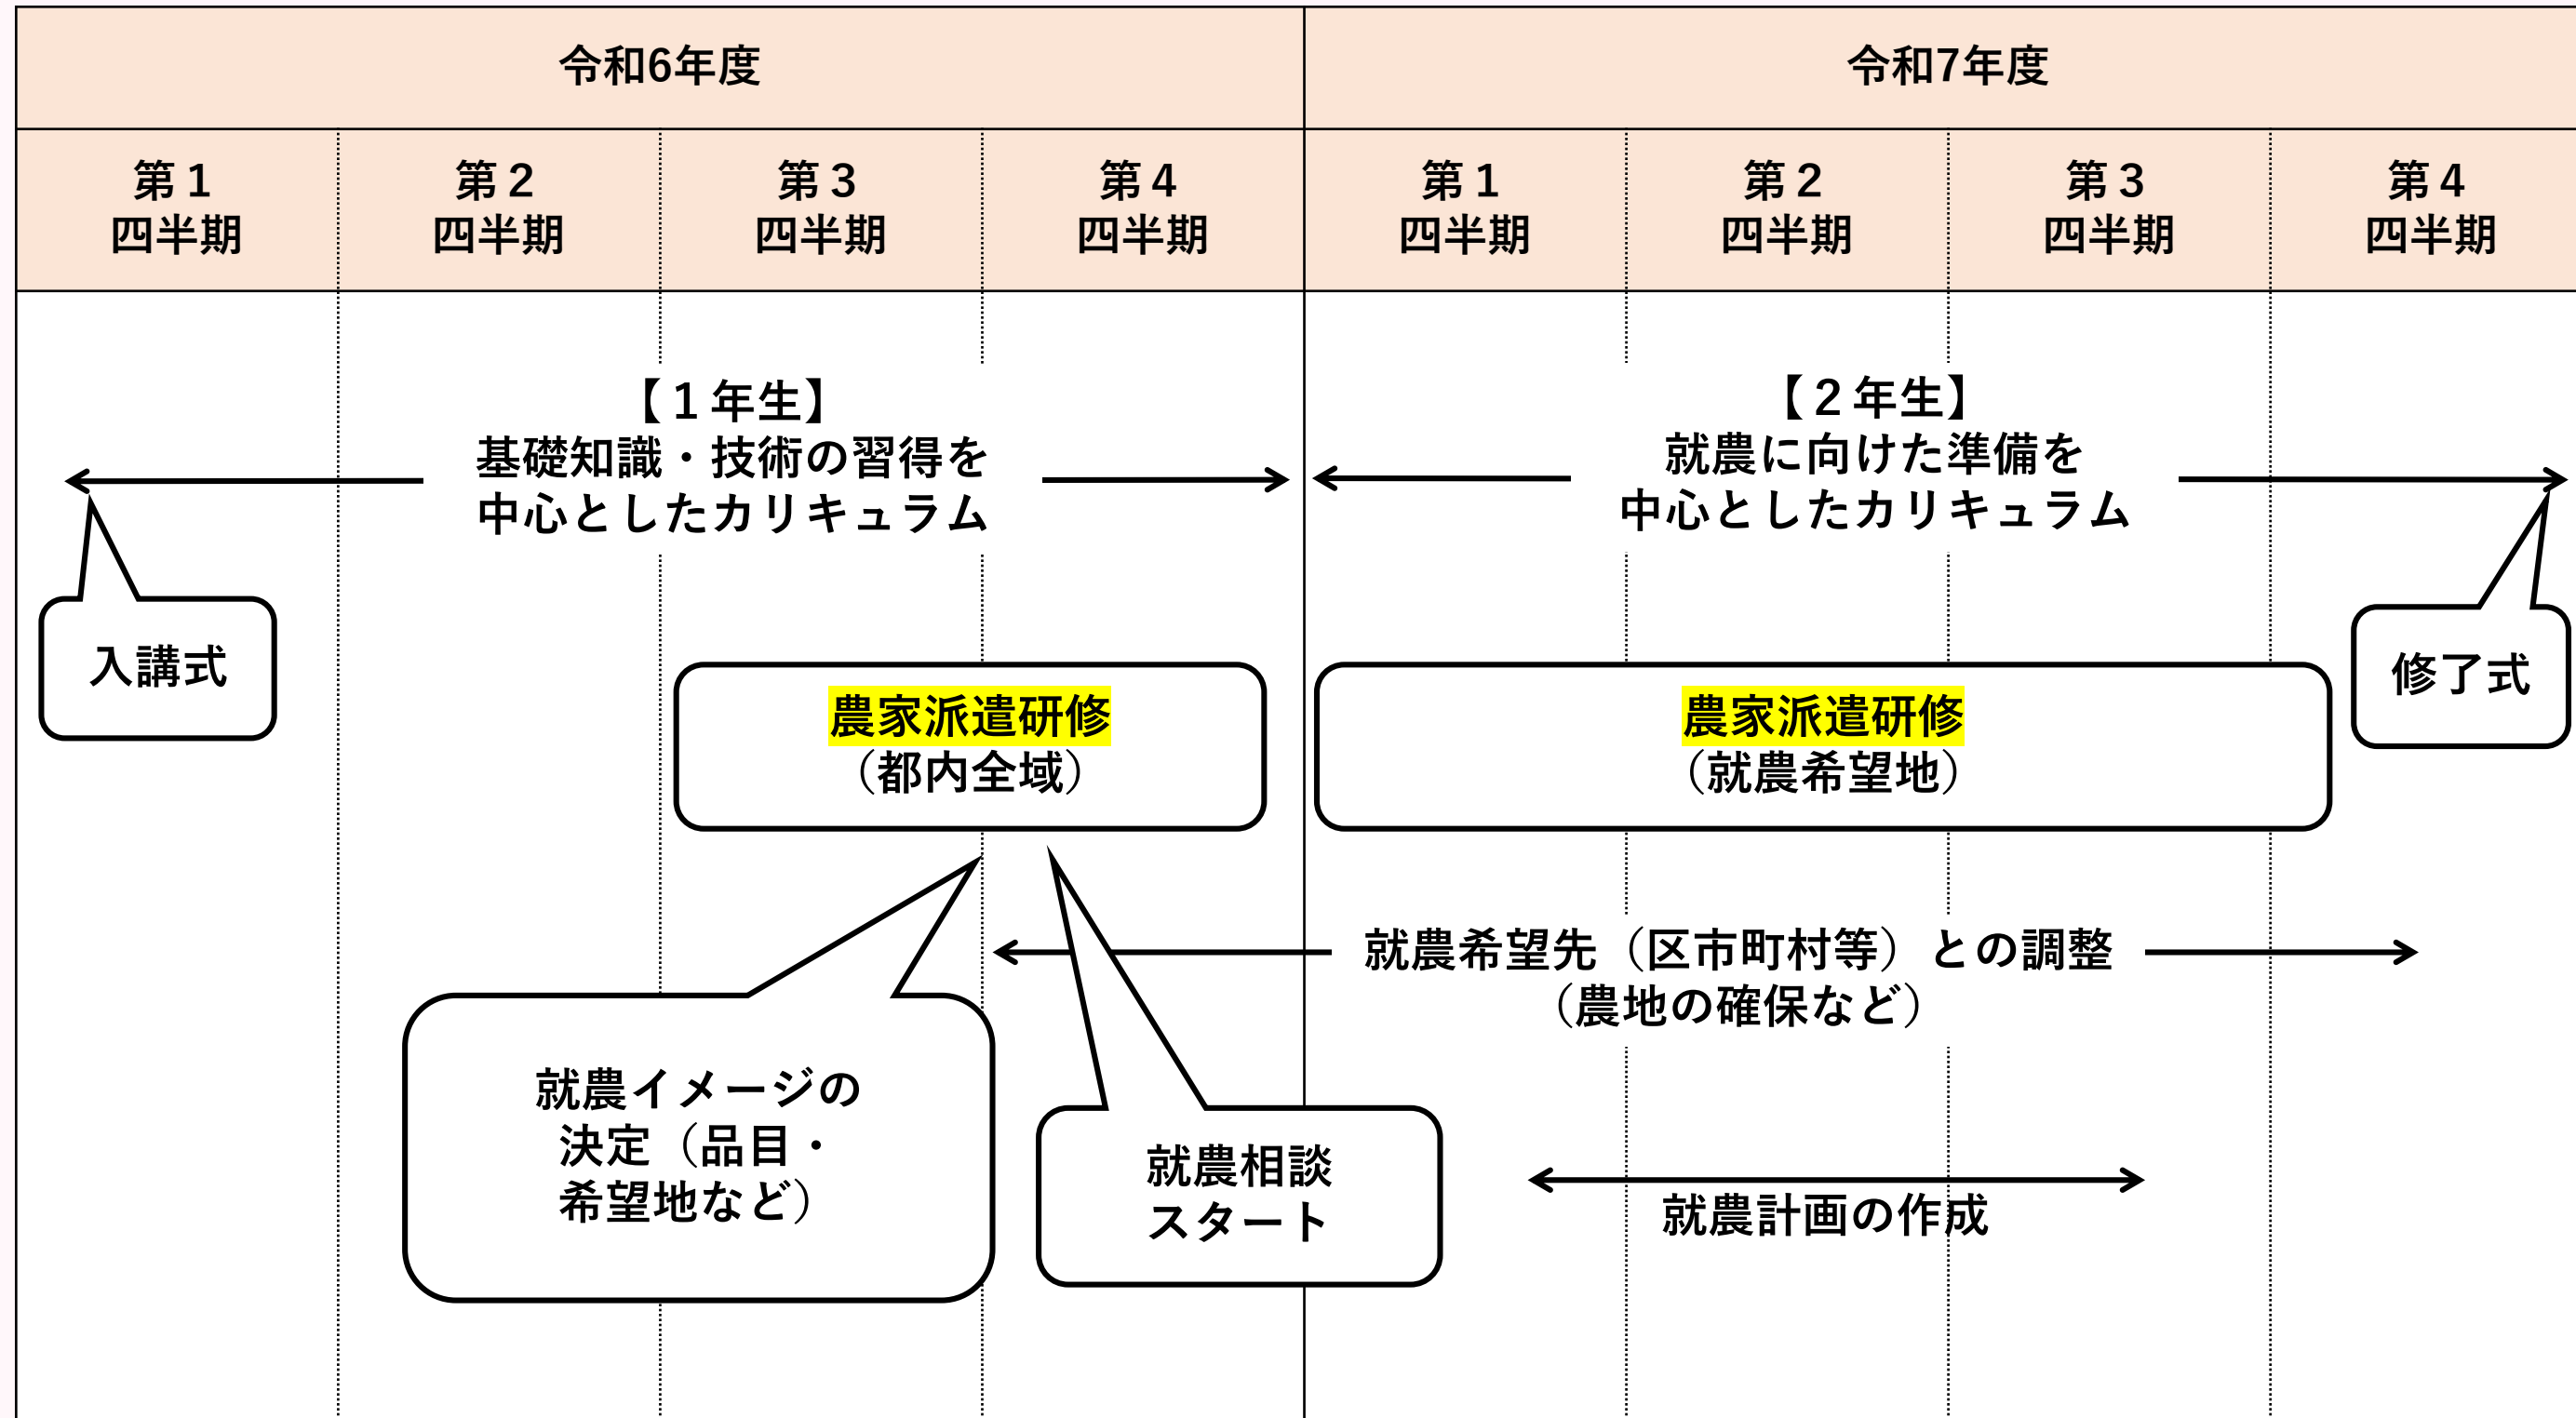 令和6年度
令和7年度
第１
四半期
第２
四半期
第３
四半期
第４
四半期
第１
四半期
第２
四半期
第３
四半期
第４
四半期
【１年生】
基礎知識・技術の習得を
中心としたカリキュラム
【２年生】
就農に向けた準備を
中心としたカリキュラム
入講式
修了式
農家派遣研修
（都内全域）
農家派遣研修
（就農希望地）
就農希望先（区市町村等）との調整
（農地の確保など）
就農イメージの
決定（品目・
希望地など）
就農相談
スタート
就農計画の作成